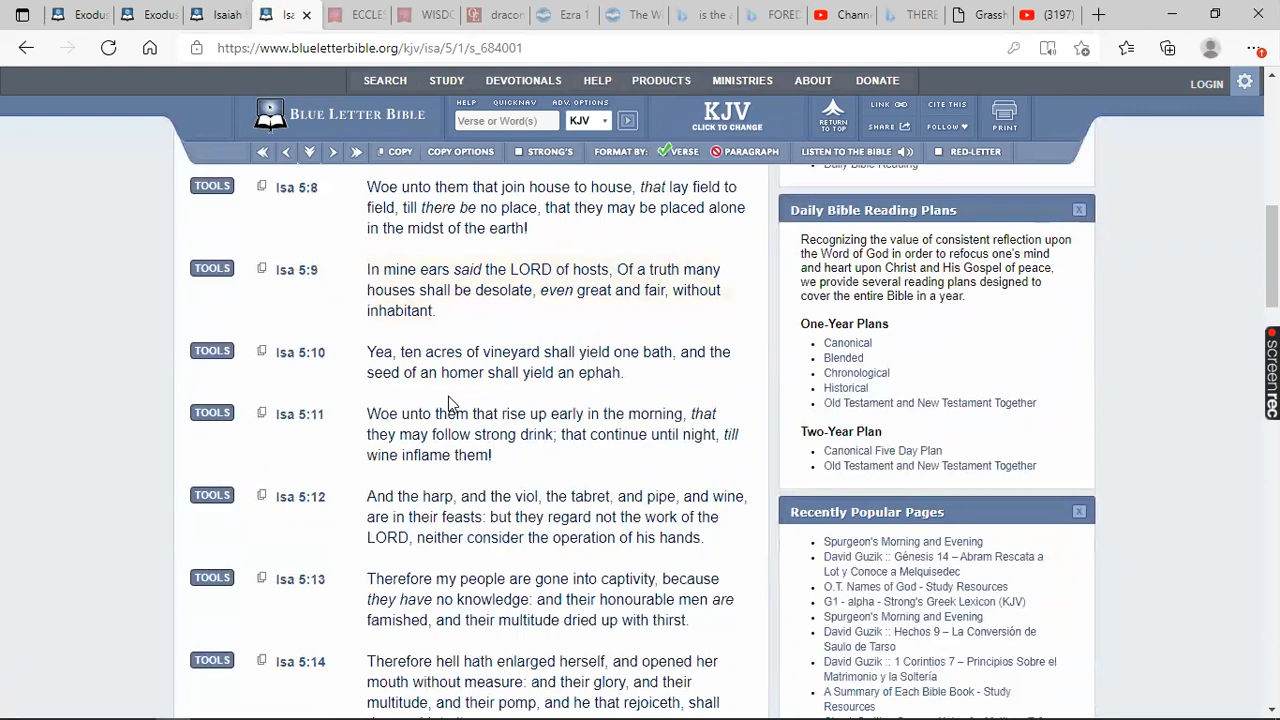 Exodus
Exodus
Isaiah
Isa
ECCLES
WISDO
dracon
Ezra 1
The W
is the a
FORED
Chann
THERE
Grassh
(3197)
https://www.blueletterbible.org/kjv/isa/5/1/s_684001
SEARCH STUDY DEVOTIONALS HELP PRODUCTS MINISTRIES ABOUT DONATE
LOGIN
BLUE LETTER BIBLE
HELP QUICKNAV ADV. OPTIONS
Verse or Word(s)
KJV
KJV
CLICK TO CHANGE
RETURN
TO TOP
LINK
CITE THIS
SHARE
FOLLOW
PRINT
COPY COPY OPTIONS STRONG'S FORMAT BY: VERSE PARAGRAPH LISTEN TO THE BIBLE RED-LETTER
TOOLS Isa 5:8 Woe unto them that join house to house, that lay field to
field, till there be no place, that they may be placed alone
in the midst of the earth!
TOOLS Isa 5:9 In mine ears said the LORD of hosts, Of a truth many
houses shall be desolate, even great and fair, without
inhabitant.
TOOLS Isa 5:10 Yea, ten acres of vineyard shall yield one bath, and the
seed of an homer shall yield an ephah.
TOOLS Isa 5:11 Woe unto them that rise up early in the morning, that
they may follow strong drink; that continue until night, till
wine inflame them!
TOOLS Isa 5:12 And the harp, and the viol, the tabret, and pipe, and wine,
are in their feasts: but they regard not the work of the
LORD, neither consider the operation of his hands.
TOOLS Isa 5:13 Therefore my people are gone into captivity, because
they have no knowledge: and their honourable men are
famished, and their multitude dried up with thirst.
TOOLS Isa 5:14 Therefore hell hath enlarged herself, and opened her
mouth without measure: and their glory, and their
multitude, and their pomp, and he that rejoiceth, shall
Daily Bible Reading
Daily Bible Reading Plans
Recognizing the value of consistent reflection upon
the Word of God in order to refocus one's mind
and heart upon Christ and His Gospel of peace,
we provide several reading plans designed to
cover the entire Bible in a year.
One-Year Plans
Canonical
Blended
Chronological
Historical
Old Testament and New Testament Together
Two-Year Plan
Canonical Five Day Plan
Old Testament and New Testament Together
Recently Popular Pages
Spurgeon's Morning and Evening
David Guzik :: Génesis 14 – Abram Rescata a
Lot y Conoce a Melquisedec
O.T. Names of God - Study Resources
G1 - alpha - Strong's Greek Lexicon (KJV)
Spurgeon's Morning and Evening
David Guzik :: Hechos 9 – La Conversión de
Saulo de Tarso
David Guzik :: 1 Corintios 7 – Principios Sobre el
Matrimonio y la Soltería
A Summary of Each Bible Book - Study
Resources
screenrec